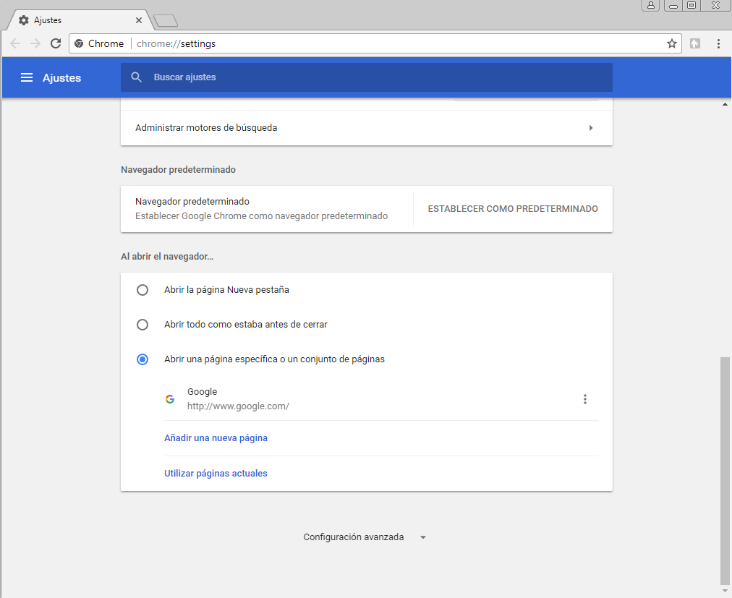 Ajustes
Chrome chrome://settings
Ajustes
Buscar ajustes
Administrar motores de búsqueda
Navegador predeterminado
Navegador predeterminado
Establecer Google Chrome como navegador predeterminado
ESTABLECER COMO PREDETERMINADO
Al abrir el navegador...
Abrir la página Nueva pestaña
Abrir todo como estaba antes de cerrar
Abrir una página específica o un conjunto de páginas
Google
http://www.google.com/
Añadir una nueva página
Utilizar páginas actuales
Configuración avanzada